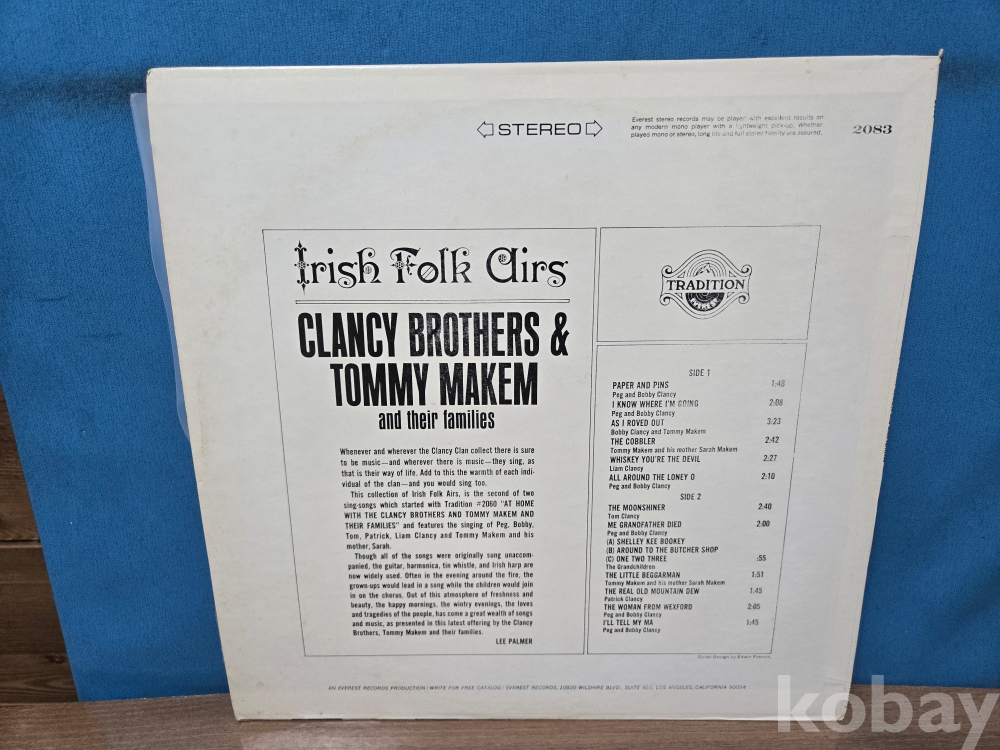 STEREO
Everest stereo records may be played with excellent results on
any modern mono player with a lightweight pick-up. Whether
played mono or stereo, long life and full stereo fidelity are assured.
2083
Irish Folk Airs
CLANCY BROTHERS &
TOMMY MAKEM
and their families
Whenever and wherever the Clancy Clan collect there is sure
to be music—and wherever there is music—they sing, as
that is their way of life. Add to this the warmth of each indi-
vidual of the clan—and you would sing too.
This collection of Irish Folk Airs, is the second of two
sing-songs which started with Tradition #2060 "AT HOME
WITH THE CLANCY BROTHERS AND TOMMY MAKEM AND
THEIR FAMILIES" and features the singing of Peg, Bobby,
Tom, Patrick, Liam Clancy and Tommy Makem and his
mother, Sarah.
Though all of the songs were originally sung unaccom-
panied, the guitar, harmonica, tin whistle, and Irish harp are
now widely used. Often in the evening around the fire, the
grown-ups would lead in a song while the children would join
in on the chorus. Out of this atmosphere of freshness and
beauty, the happy mornings, the wintry evenings, the loves
and tragedies of the people, has come a great wealth of songs
and music, as presented in this latest offering by the Clancy
Brothers, Tommy Makem and their families.
LEE PALMER
TRADITION
SIDE 1
PAPER AND PINS 1:48
Peg and Bobby Clancy
I KNOW WHERE I'M GOING 2:08
Peg and Bobby Clancy
AS I ROVED OUT 3:23
Bobby Clancy and Tommy Makem
THE COBBLER 2:42
Tommy Makem and his mother Sarah Makem
WHISKEY YOU'RE THE DEVIL 2:27
Liam Clancy
ALL AROUND THE LONEY O 2:10
Peg and Bobby Clancy
SIDE 2
THE MOONSHINER 2:40
Tom Clancy
ME GRANDFATHER DIED 2:00
Peg and Bobby Clancy
(A) SHELLEY KEE BOOKEY
(B) AROUND TO THE BUTCHER SHOP
(C) ONE TWO THREE :55
The Grandchildren
THE LITTLE BEGGARMAN 1:51
Tommy Makem and his mother Sarah Makem
THE REAL OLD MOUNTAIN DEW 1:45
Patrick Clancy
THE WOMAN FROM WEXFORD 2:05
Peg and Bobby Clancy
I'LL TELL MY MA 1:45
Peg and Bobby Clancy
Cover Design by Edwin
AN EVEREST RECORDS PRODUCTION / WRITE FOR FREE CATALOG / EVEREST RECORDS, 10920 WILSHIRE BLVD., SUITE LOS ANGELES, CALIFORNIA 90024
kobay